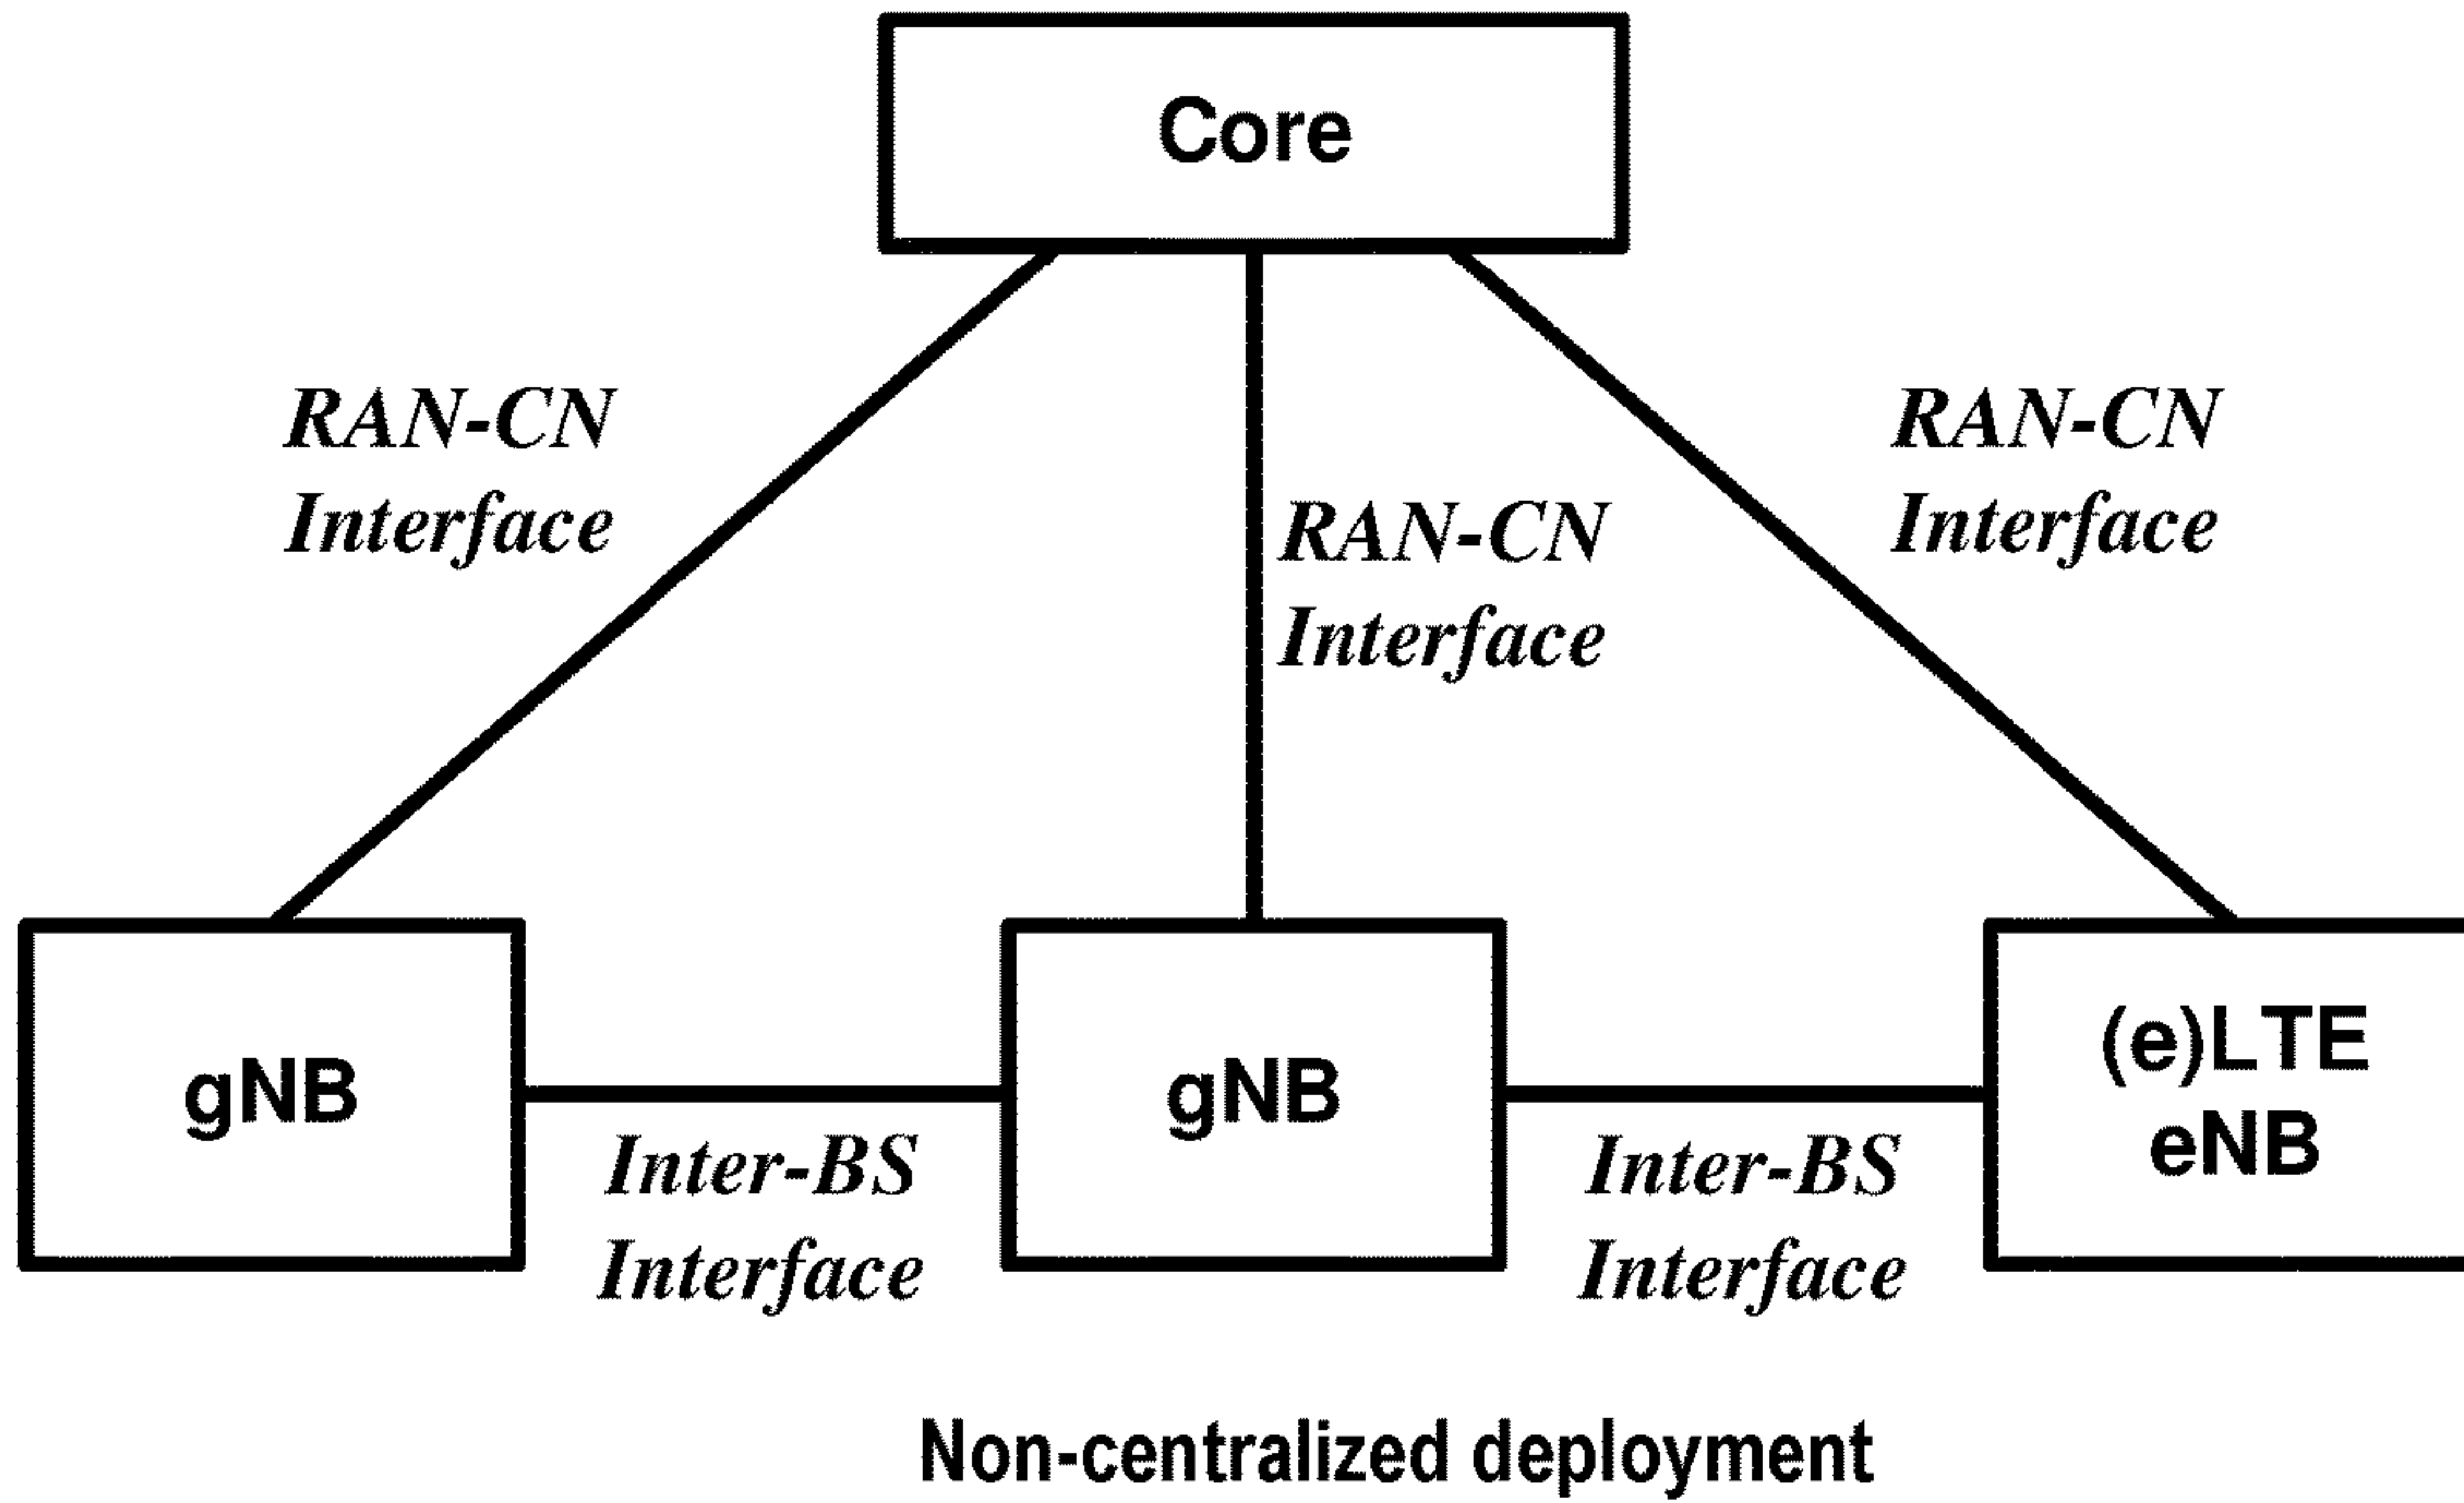 Core
RAN-CN
Interface
RAN-CN
Interface
RAN-CN
Interface
gNB
gNB
(e)LTE
eNB
Inter-BS
Interface
Inter-BS
Interface
Non-centralized deployment